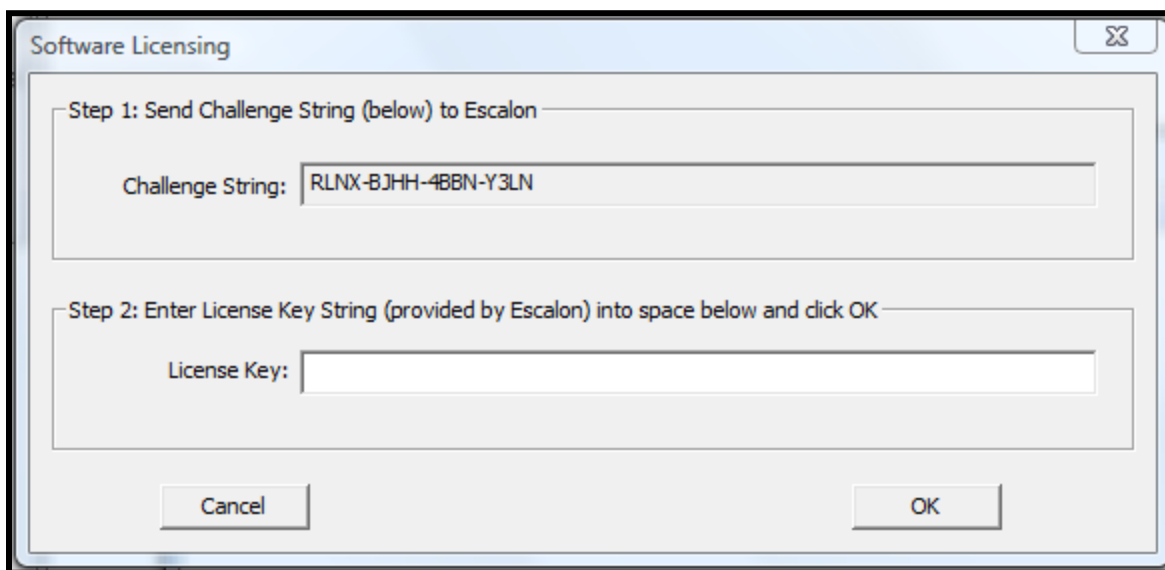 Software Licensing
Step 1: Send Challenge String (below) to Escalon
Challenge String: RLNX-BJHH-4BBN-Y3LN
Step 2: Enter License Key String (provided by Escalon) into space below and click OK
License Key:
Cancel OK